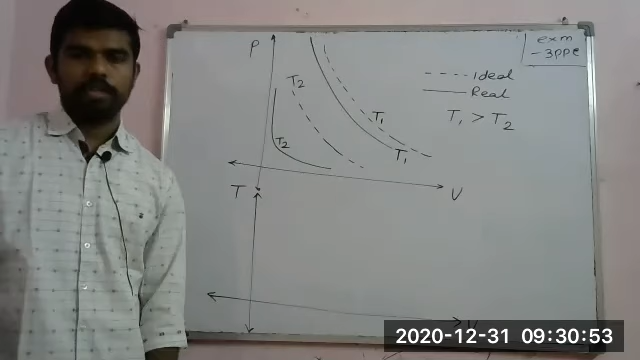 exm
-3PPE
P
Ideal
Real
T₂
T₁
T₁ > T₂
T₂
T₁
T
V
V
2020-12-31 09:30:53